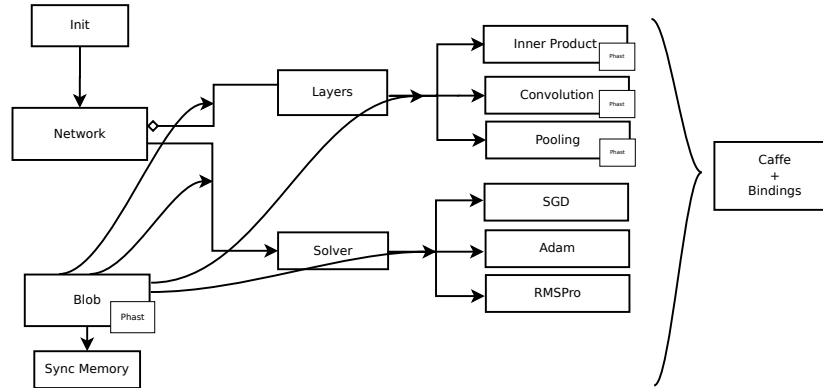 Init
Network
Layers
Inner Product
Phast
Convolution
Phast
Pooling
Phast
Caffe
+
Bindings
Solver
SGD
Adam
RMSPro
Blob
Phast
Sync Memory